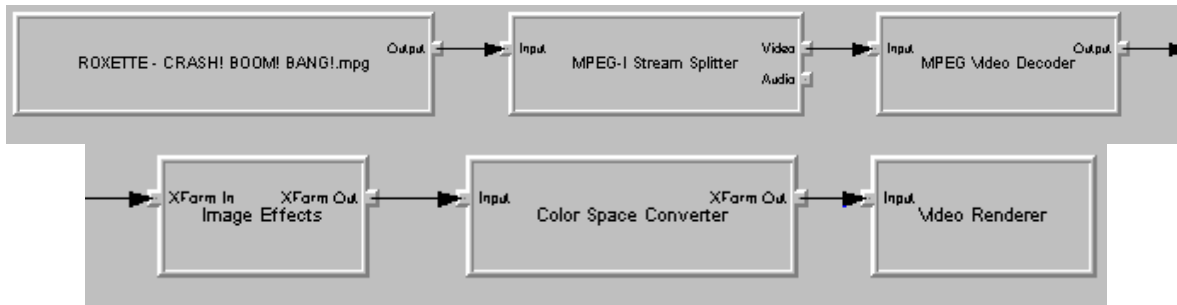 ROXETTE - CRASH! BOOM! BANG!.mpg
Output
Input
MPEG-I Stream Splitter
Video
Audio
Input
MPEG Video Decoder
Output
XForm In
XForm Out
Image Effects
Input
XForm Out
Color Space Converter
Input
Video Renderer